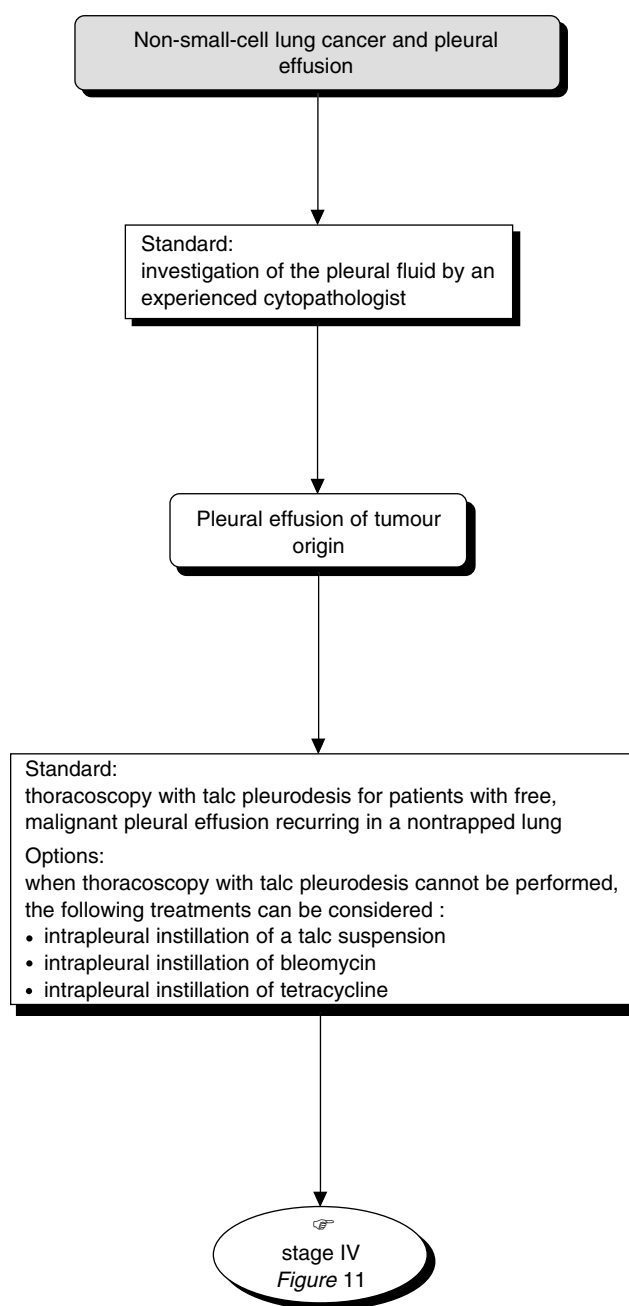 Non-small-cell lung cancer and pleural
effusion
Standard:
investigation of the pleural fluid by an
experienced cytopathologist
Pleural effusion of tumour
origin
Standard:
thoracoscopy with talc pleurodesis for patients with free,
malignant pleural effusion recurring in a nontrapped lung
Options:
when thoracoscopy with talc pleurodesis cannot be performed,
the following treatments can be considered :
• intrapleural instillation of a talc suspension
• intrapleural instillation of bleomycin
• intrapleural instillation of tetracycline
☞
stage IV
Figure 11